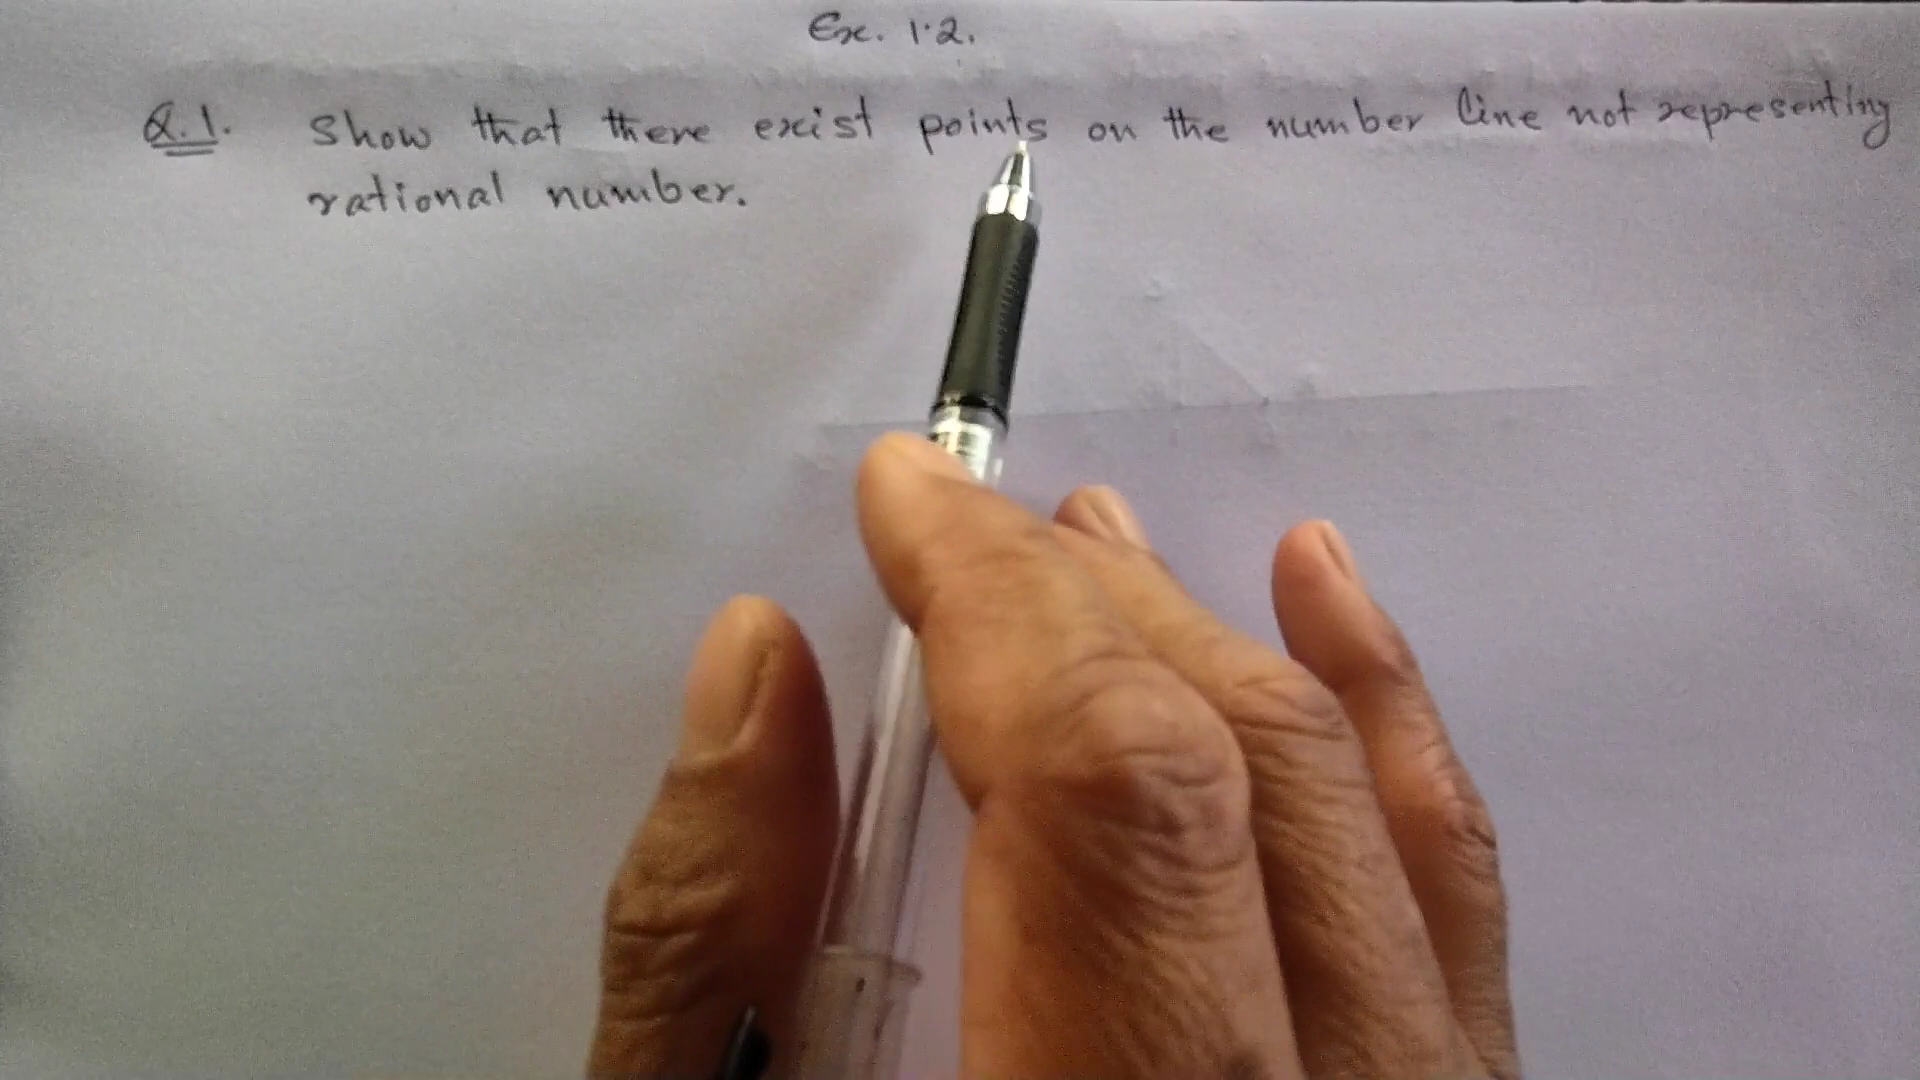 Ex. 1.2.
Q.1. Show that there exist points on the number line not representing
rational number.